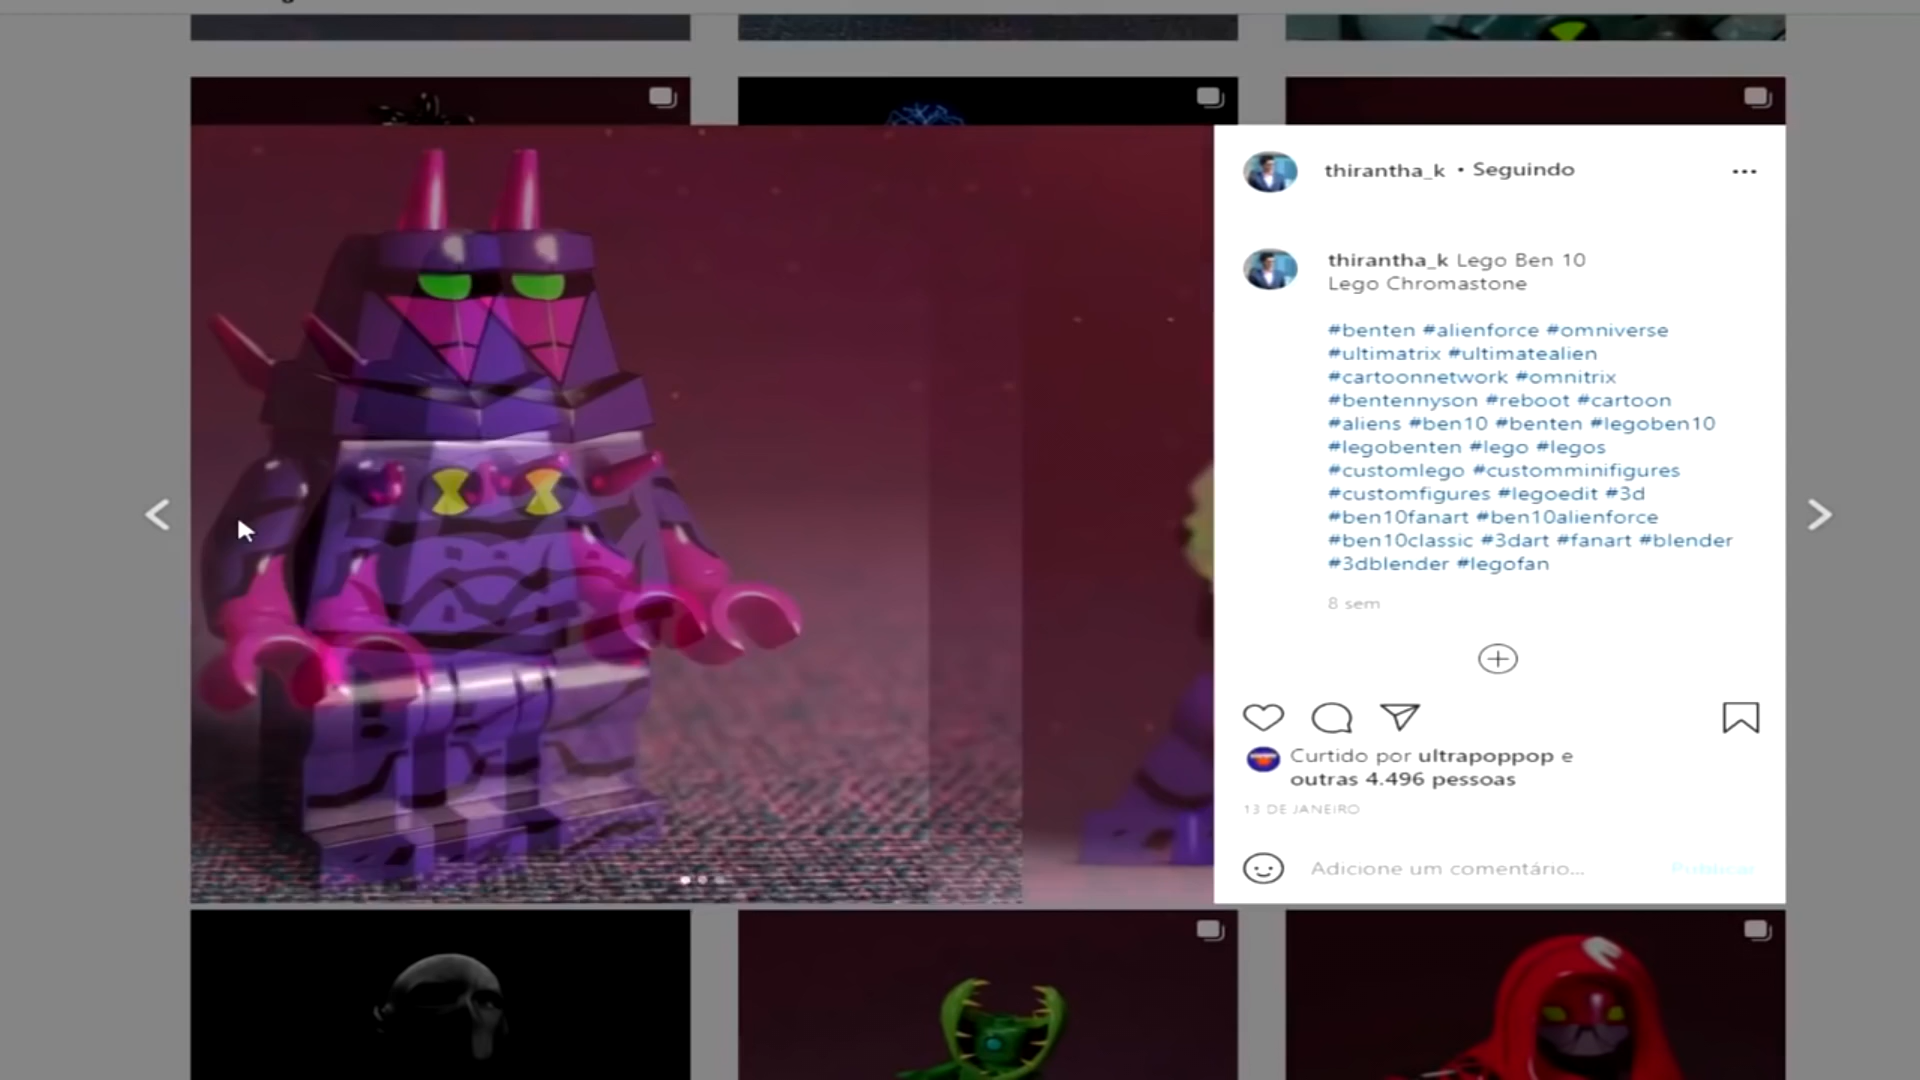 thirantha_k • Seguindo
thirantha_k Lego Ben 10
Lego Chromastone
#benten #alienforce #omniverse
#ultimatrix #ultimatealien
#cartoonnetwork #omnitrix
#bentennyson #reboot #cartoon
#aliens #ben10 #benten #legoben10
#legobenten #lego #legos
#customlego #customminifigures
#customfigures #legoedit #3d
#ben10fanart #ben10alienforce
#ben10classic #3dart #fanart #blender
#3dblender #legofan
8 sem
Curtido por ultrapoppop e
outras 4.496 pessoas
13 DE JANEIRO
Adicione um comentário... Publicar